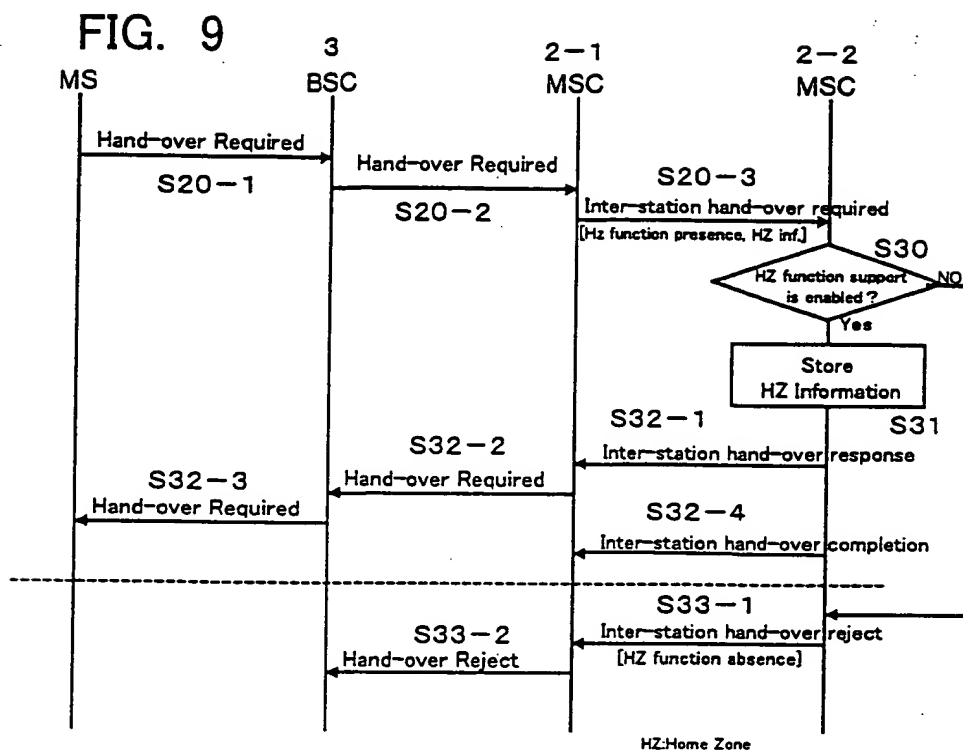 FIG. 9
3
2-1
2-2
MS
BSC
MSC
MSC
Hand-over Required
S20-1
Hand-over Required
S20-2
S20-3
Inter-station hand-over required
[Hz function presence, HZ inf.]
S30
HZ function support
is enabled?
NO
Yes
Store
HZ Information
S31
S32-1
Inter-station hand-over response
S32-2
Hand-over Required
S32-3
Hand-over Required
S32-4
Inter-station hand-over completion
S33-1
Inter-station hand-over reject
[HZ function absence]
S33-2
Hand-over Reject
HZ:Home Zone